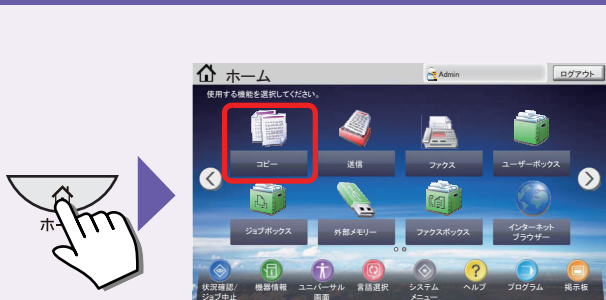 ホーム
Admin
ログアウト
使用する機能を選択してください。
コピー
送信
ファクス
ユーザーボックス
ジョブボックス
外部メモリー
ファクスボックス
インターネット
ブラウザー
状況確認/
ジョブ中止
機器情報
ユニバーサル
画面
言語選択
システム
メニュー
ヘルプ
プログラム
掲示板